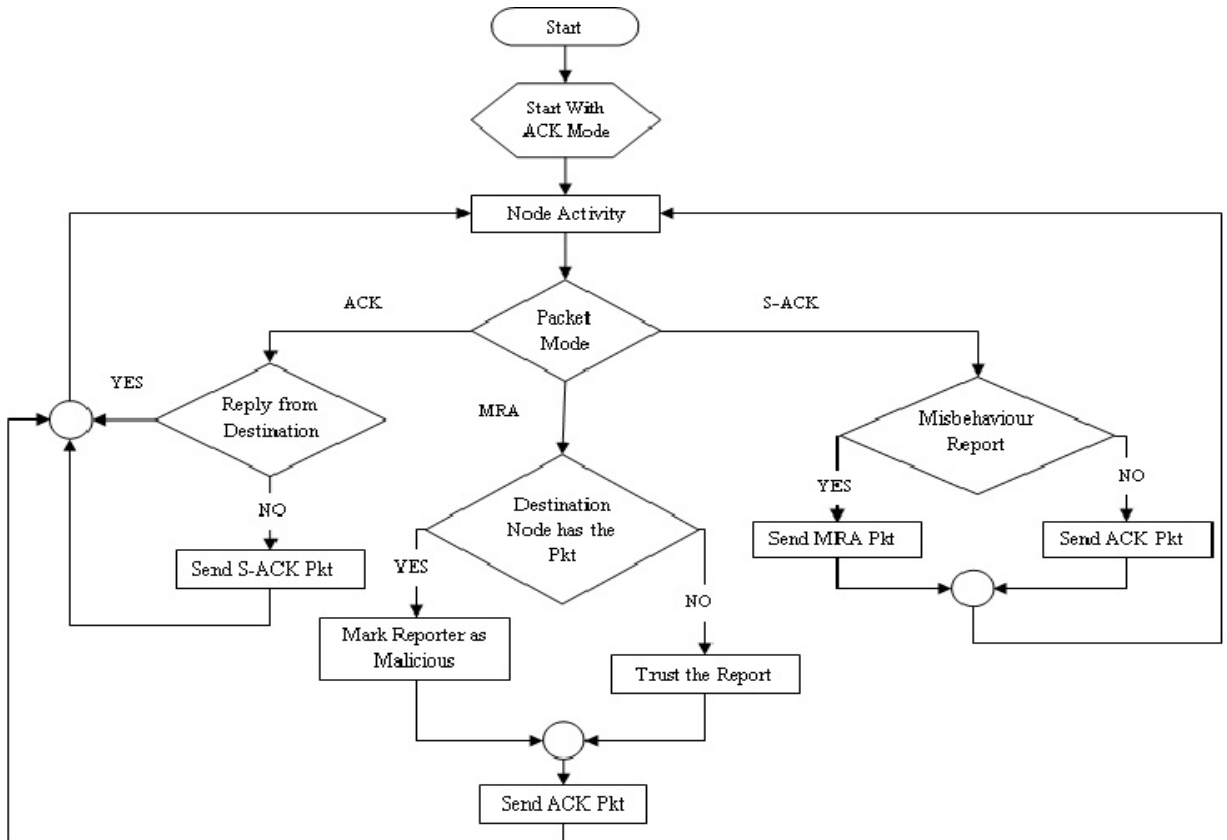 Start
Start With
ACK Mode
Node Activity
ACK
Packet
Mode
S-ACK
YES
Reply from
Destination
MRA
Misbehaviour
Report
NO
Send S-ACK Pkt
YES
Destination
Node has the
Pkt
NO
YES
Send MRA Pkt
NO
Send ACK Pkt
Mark Reporter as
Malicious
Trust the Report
Send ACK Pkt